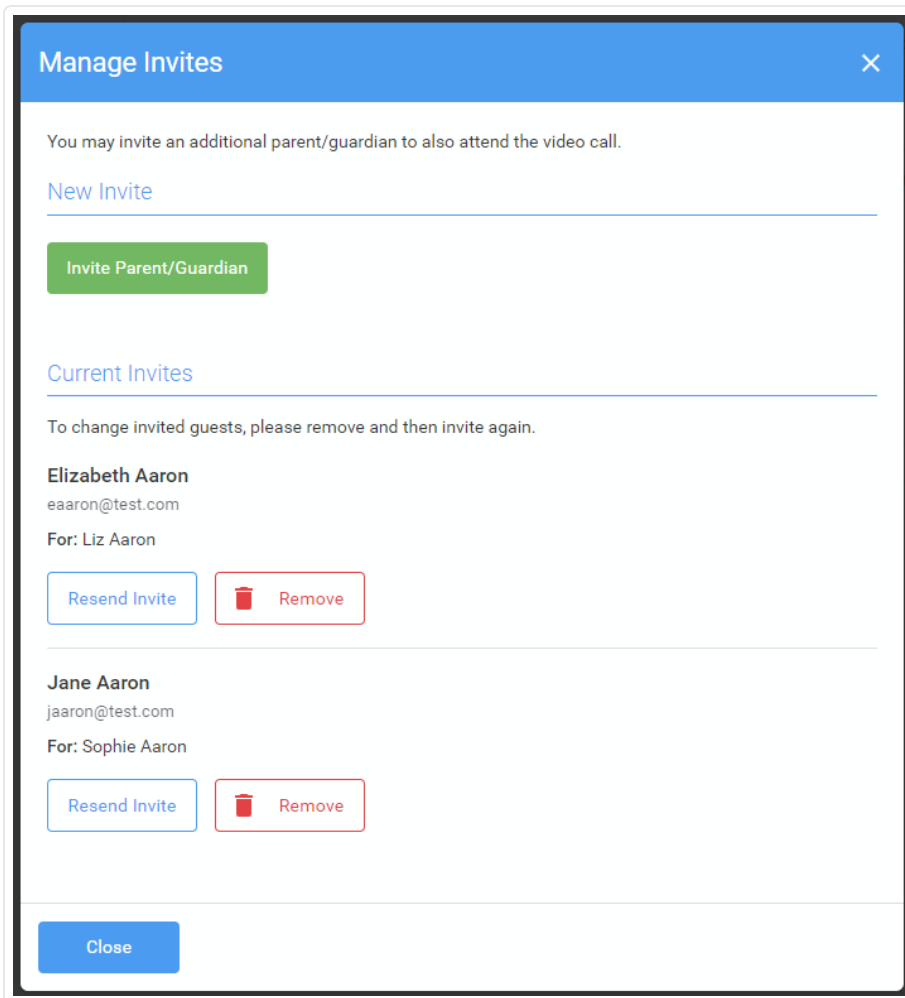 Manage Invites
You may invite an additional parent/guardian to also attend the video call.
New Invite
Invite Parent/Guardian
Current Invites
To change invited guests, please remove and then invite again.
Elizabeth Aaron
eaaron@test.com
For: Liz Aaron
Resend Invite Remove
Jane Aaron
jaaron@test.com
For: Sophie Aaron
Resend Invite Remove
Close